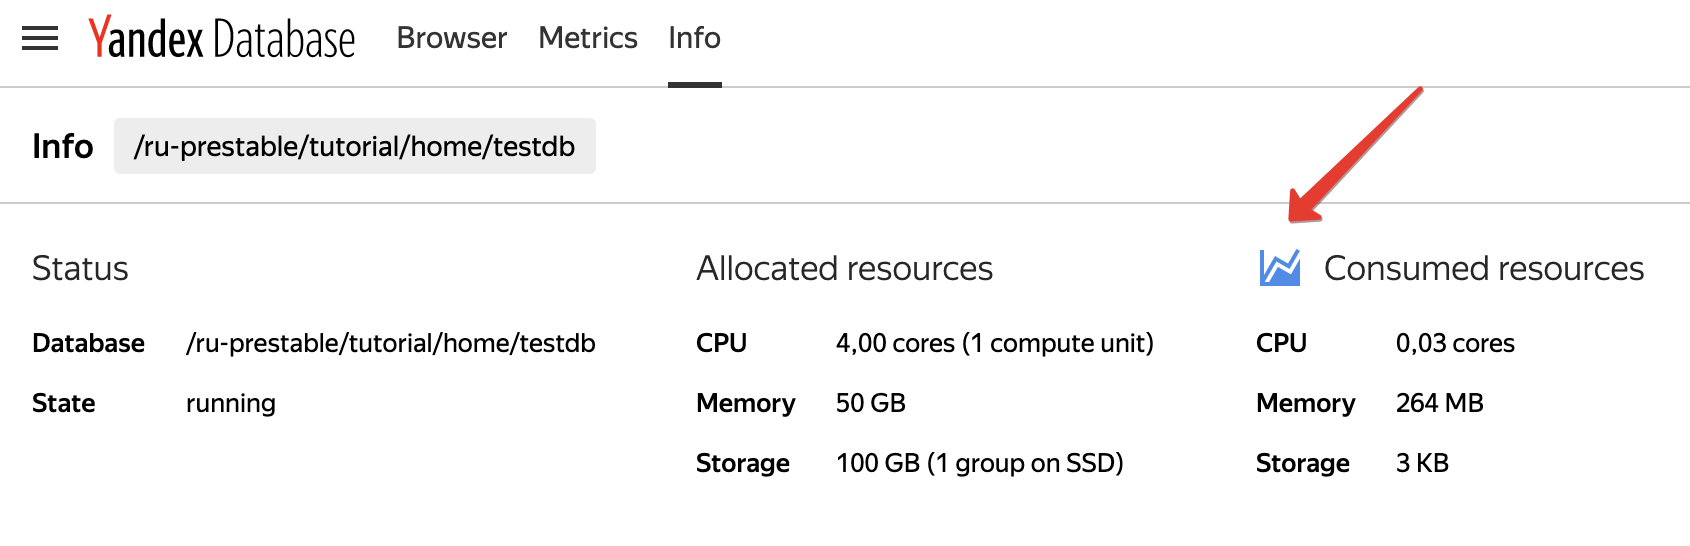 Yandex Database Browser Metrics Info
Info /ru-prestable/tutorial/home/testdb
Status
Database /ru-prestable/tutorial/home/testdb
State running
Allocated resources
CPU 4,00 cores (1 compute unit)
Memory 50 GB
Storage 100 GB (1 group on SSD)
Consumed resources
CPU 0,03 cores
Memory 264 MB
Storage 3 KB